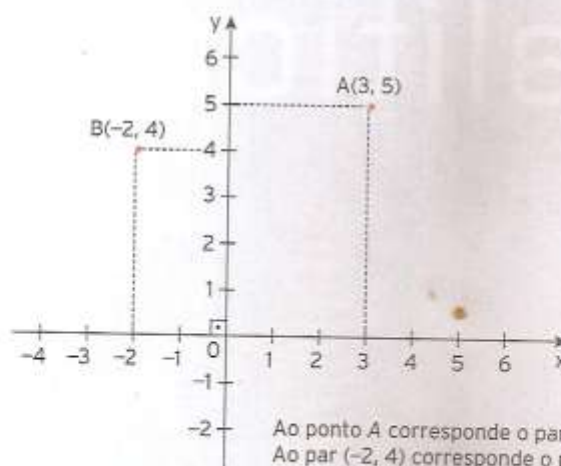 y
6
A(3, 5)
5
B(–2, 4)
4
3
2
1
–4 –3 –2 –1 0 1 2 3 4 5 6 x
–1
–2
Ao ponto A corresponde o par
Ao par (–2, 4) corresponde o